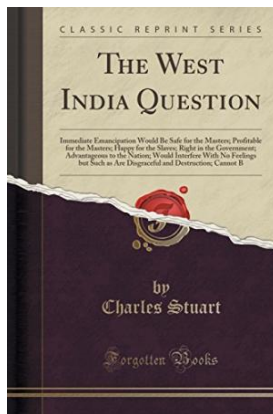 CLASSIC REPRINT SERIES
THE WEST
INDIA QUESTION
Immediate Emancipation Would Be Safe for the Masters; Profitable
for the Masters; Happy for the Slaves; Right in the Government;
Advantageous to the Nation; Would Interfere With No Feelings
but Such as Are Disgraceful and Destruction; Cannot B
by
Charles Stuart
Forgotten Books